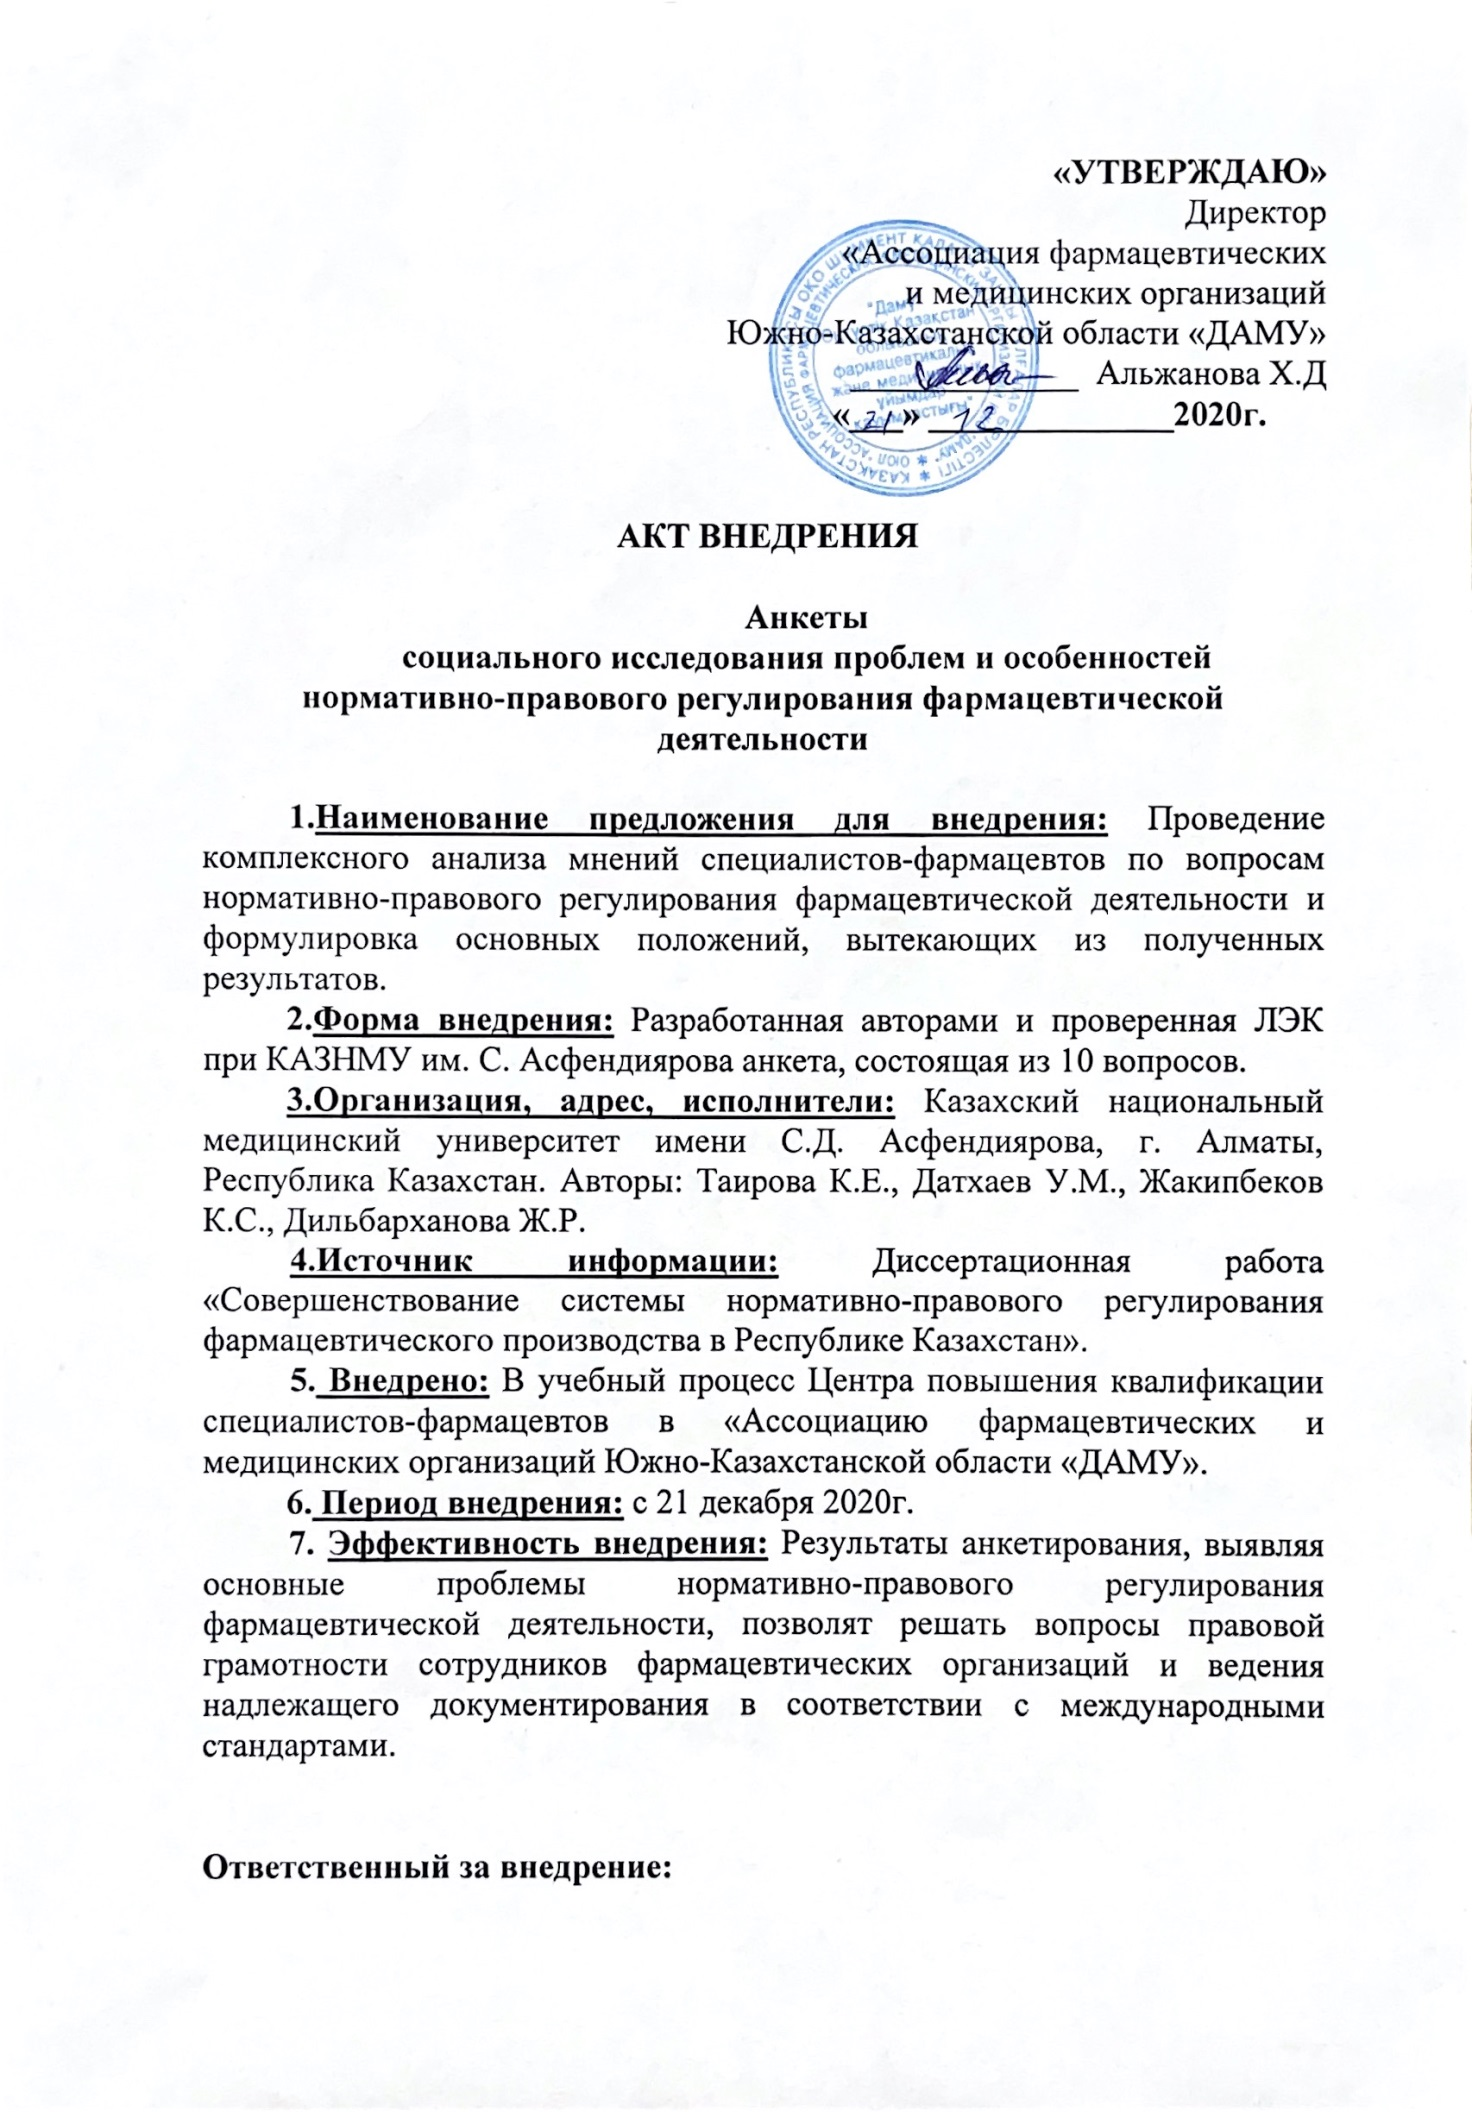 «УТВЕРЖДАЮ»
Директор
«Ассоциация фармацевтических
и медицинских организаций
Южно-Казахстанской области «ДАМУ»
Альжанова Х.Д
«21» 12 2020г.
АКТ ВНЕДРЕНИЯ
Анкеты
социального исследования проблем и особенностей
нормативно-правового регулирования фармацевтической
деятельности
1.Наименование предложения для внедрения: Проведение
комплексного анализа мнений специалистов-фармацевтов по вопросам
нормативно-правового регулирования фармацевтической деятельности и
формулировка основных положений, вытекающих из полученных
результатов.
2.Форма внедрения: Разработанная авторами и проверенная ЛЭК
при КАЗНМУ им. С. Асфендиярова анкета, состоящая из 10 вопросов.
3.Организация, адрес, исполнители: Казахский национальный
медицинский университет имени С.Д. Асфендиярова, г. Алматы,
Республика Казахстан. Авторы: Таирова К.Е., Датхаев У.М., Жакипбеков
К.С., Дильбарханова Ж.Р.
4.Источник информации: Диссертационная работа
«Совершенствование системы нормативно-правового регулирования
фармацевтического производства в Республике Казахстан».
5. Внедрено: В учебный процесс Центра повышения квалификации
специалистов-фармацевтов в «Ассоциацию фармацевтических и
медицинских организаций Южно-Казахстанской области «ДАМУ».
6. Период внедрения: с 21 декабря 2020г.
7. Эффективность внедрения: Результаты анкетирования, выявляя
основные проблемы нормативно-правового регулирования
фармацевтической деятельности, позволят решать вопросы правовой
грамотности сотрудников фармацевтических организаций и ведения
надлежащего документирования в соответствии с международными
стандартами.
Ответственный за внедрение: